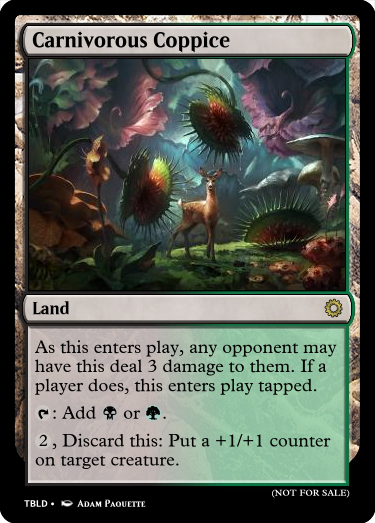 Carnivorous Coppice
Land
As this enters play, any opponent may
have this deal 3 damage to them. If a
player does, this enters play tapped.
: Add or .
2 , Discard this: Put a +1/+1 counter
on target creature.
(NOT FOR SALE)
TBLD • Adam Paquette